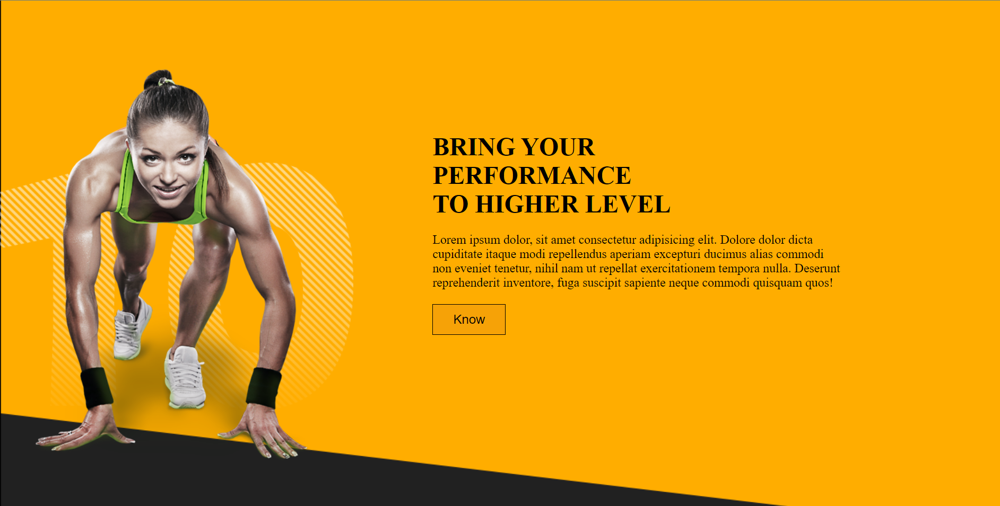 10
BRING YOUR
PERFORMANCE
TO HIGHER LEVEL
Lorem ipsum dolor, sit amet consectetur adipisicing elit. Dolore dolor dicta
cupiditate itaque modi repellendus aperiam excepturi ducimus alias commodi
non eveniet tenetur, nihil nam ut repellat exercitationem tempora nulla. Deserunt
reprehenderit inventore, fuga suscipit sapiente neque commodi quisquam quos!
Know